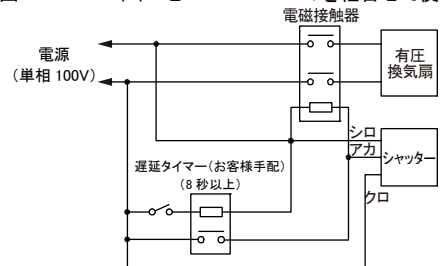 電磁接触器
電源
(単相 100V)
有圧
換気扇
シロ
アカ
シャッター
遅延タイマー(お客様手配)
(8 秒以上)
クロ